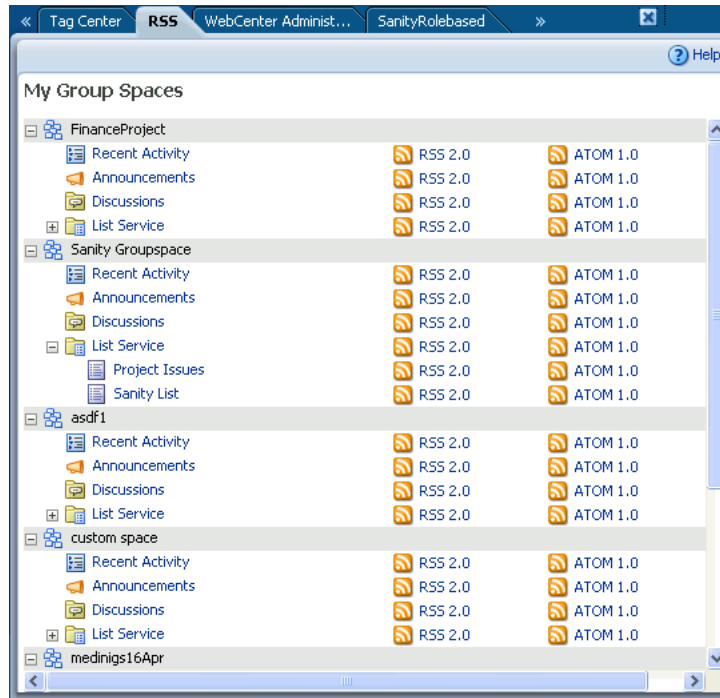 « Tag Center RSS WebCenter Administ... SanityRolebased »
? Help
My Group Spaces
FinanceProject
Recent Activity RSS 2.0 ATOM 1.0
Announcements RSS 2.0 ATOM 1.0
Discussions RSS 2.0 ATOM 1.0
List Service RSS 2.0 ATOM 1.0
Sanity Groupspace
Recent Activity RSS 2.0 ATOM 1.0
Announcements RSS 2.0 ATOM 1.0
Discussions RSS 2.0 ATOM 1.0
List Service RSS 2.0 ATOM 1.0
Project Issues RSS 2.0 ATOM 1.0
Sanity List RSS 2.0 ATOM 1.0
asdf1
Recent Activity RSS 2.0 ATOM 1.0
Announcements RSS 2.0 ATOM 1.0
Discussions RSS 2.0 ATOM 1.0
List Service RSS 2.0 ATOM 1.0
custom space
Recent Activity RSS 2.0 ATOM 1.0
Announcements RSS 2.0 ATOM 1.0
Discussions RSS 2.0 ATOM 1.0
List Service RSS 2.0 ATOM 1.0
medinigs16Apr